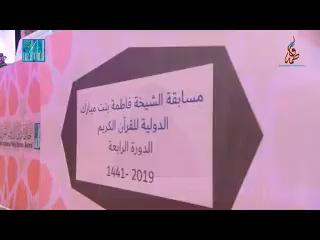 مسابقة الشيخة فاطمة بنت مبارك
الدولية للقرآن الكريم
الدورة الرابعة
1441- 2019